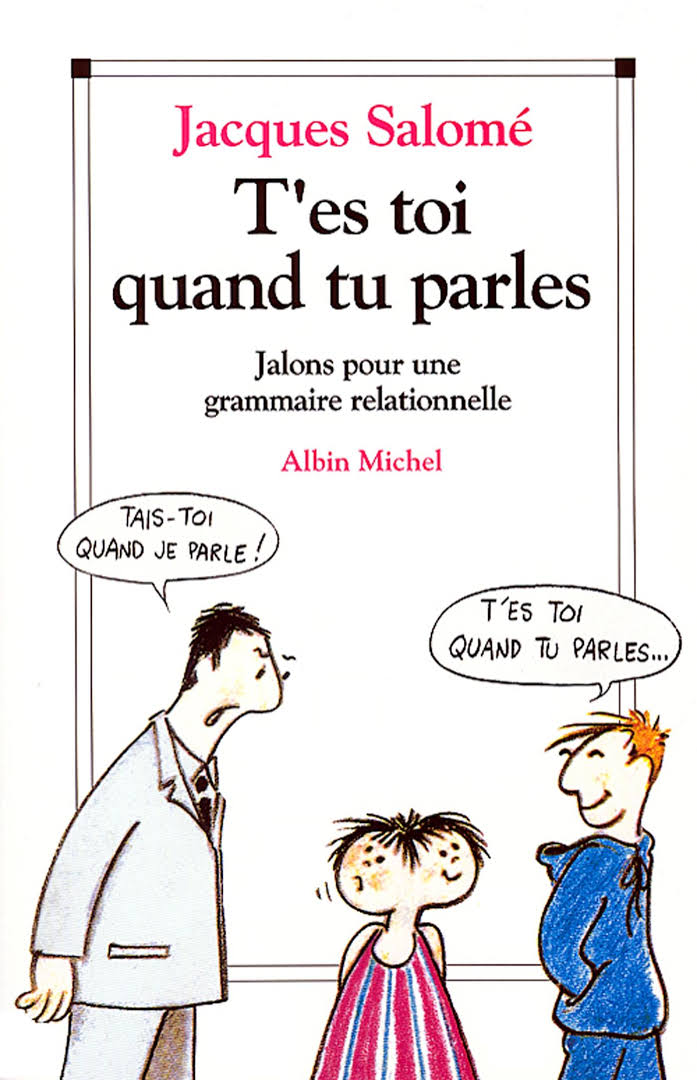 Jacques Salomé
T'es toi
quand tu parles
Jalons pour une
grammaire relationnelle
Albin Michel
TAIS-TOI
QUAND JE PARLE !
T'ES TOI
QUAND TU PARLES...